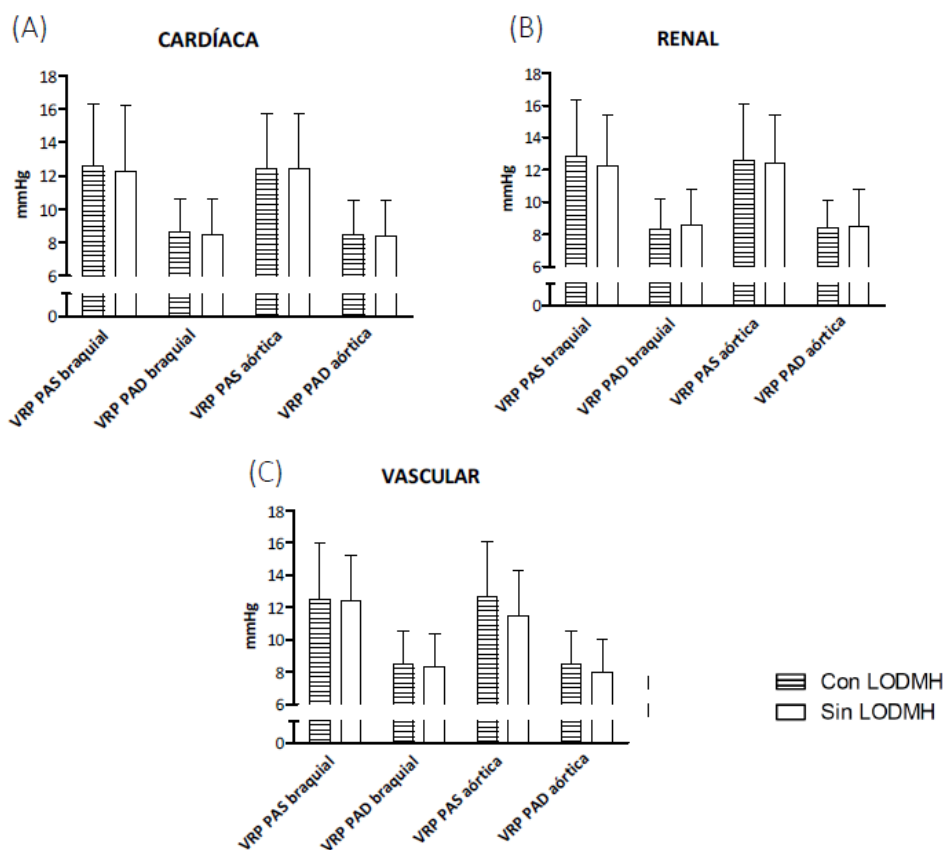 (A)
CARDÍACA
18
16
14
12
10
8
6
0
mmHg
VRP PAS braquial
VRP PAD braquial
VRP PAS aórtica
VRP PAD aórtica
(B)
RENAL
18
16
14
12
10
8
6
0
mmHg
VRP PAS braquial
VRP PAD braquial
VRP PAS aórtica
VRP PAD aórtica
(C)
VASCULAR
18
16
14
12
10
8
6
0
mmHg
VRP PAS braquial
VRP PAD braquial
VRP PAS aórtica
VRP PAD aórtica
Con LODMH
Sin LODMH